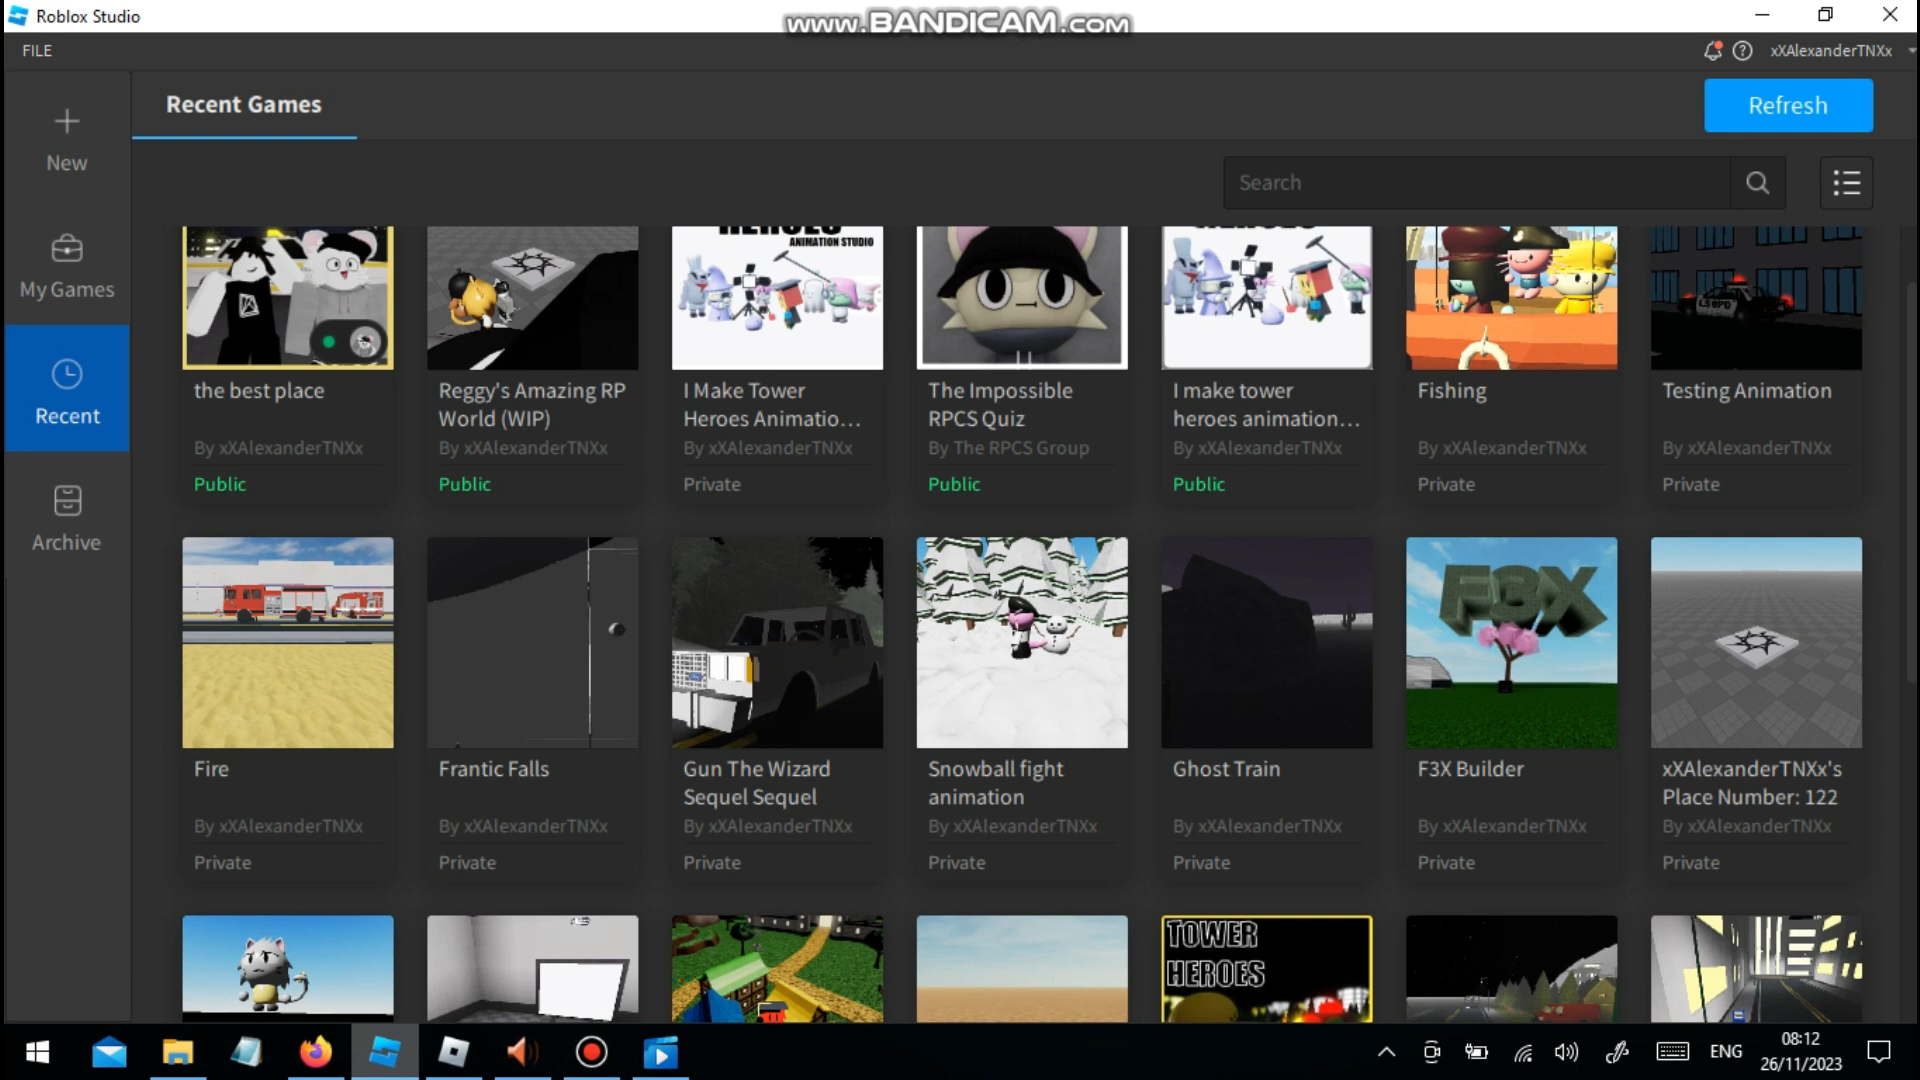 Roblox Studio
www.BANDICAM.com
FILE
xXAlexanderTNXx
New
My Games
Recent
Archive
Recent Games
Refresh
Search
HEROES
ANIMATION STUDIO
HEROES
LSDPD
the best place
By xXAlexanderTNXx
Public
Reggy's Amazing RP
World (WIP)
By xXAlexanderTNXx
Public
I Make Tower
Heroes Animatio...
By xXAlexanderTNXx
Private
The Impossible
RPCS Quiz
By The RPCS Group
Public
I make tower
heroes animation...
By xXAlexanderTNXx
Public
Fishing
By xXAlexanderTNXx
Private
Testing Animation
By xXAlexanderTNXx
Private
F3X
Fire
By xXAlexanderTNXx
Private
Frantic Falls
By xXAlexanderTNXx
Private
Gun The Wizard
Sequel Sequel
By xXAlexanderTNXx
Private
Snowball fight
animation
By xXAlexanderTNXx
Private
Ghost Train
By xXAlexanderTNXx
Private
F3X Builder
By xXAlexanderTNXx
Private
xXAlexanderTNXx's
Place Number: 122
By xXAlexanderTNXx
Private
TOWER
HEROES
ENG
08:12
26/11/2023